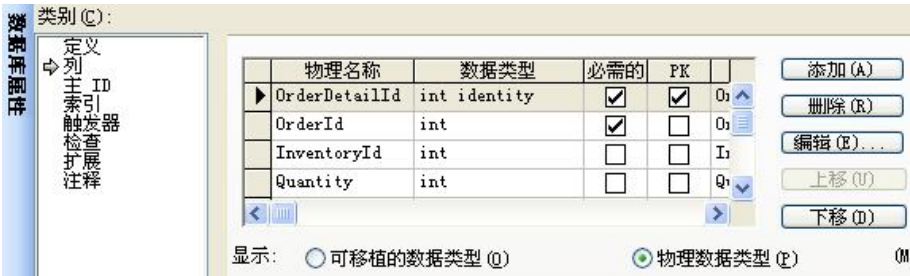 数据库属性
类别(C):
定义
列
主 ID
索引
触发器
检查
扩展
注释
物理名称 数据类型 必需的 PK
OrderDetailId int identity
OrderId int
InventoryId int
Quantity int
添加(A)
删除(R)
编辑(E)...
上移(U)
下移(D)
显示: 可移植的数据类型(O) 物理数据类型(P)